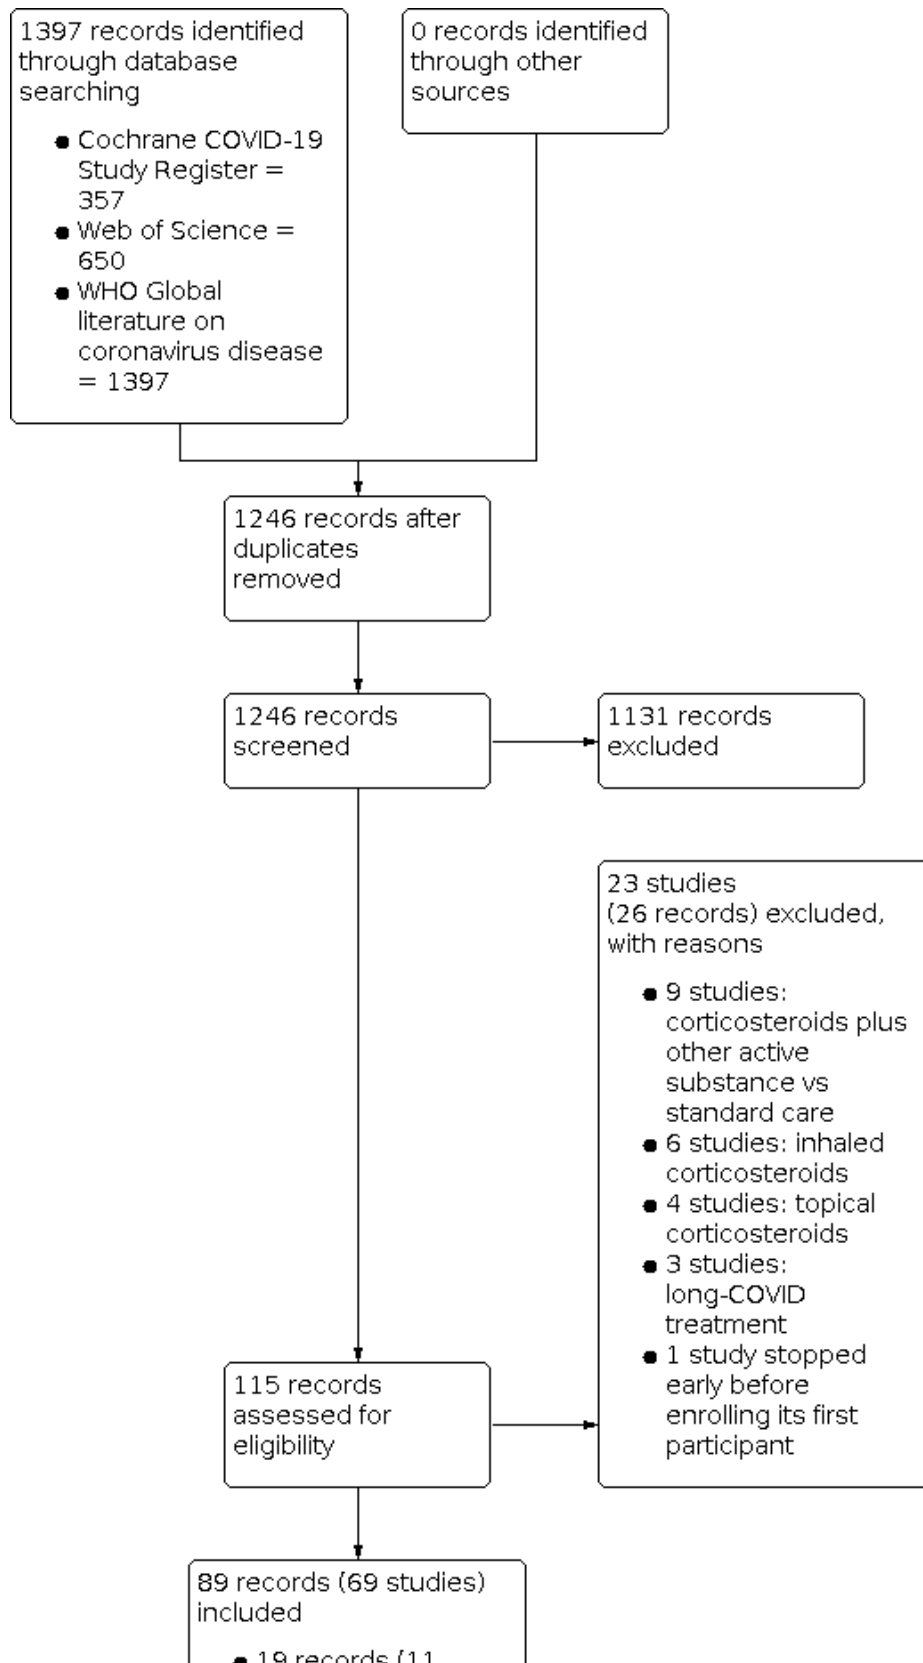 1397 records identified
through database
searching
● Cochrane COVID-19
Study Register =
357
● Web of Science =
650
● WHO Global
literature on
coronavirus disease
= 1397
0 records identified
through other
sources
1246 records after
duplicates
removed
1246 records
screened
1131 records
excluded
23 studies
(26 records) excluded,
with reasons
● 9 studies:
corticosteroids plus
other active
substance vs
standard care
● 6 studies: inhaled
corticosteroids
● 4 studies: topical
corticosteroids
● 3 studies:
long-COVID
treatment
● 1 study stopped
early before
enrolling its first
participant
115 records
assessed for
eligibility
89 records (69 studies)
included
● 19 records (11